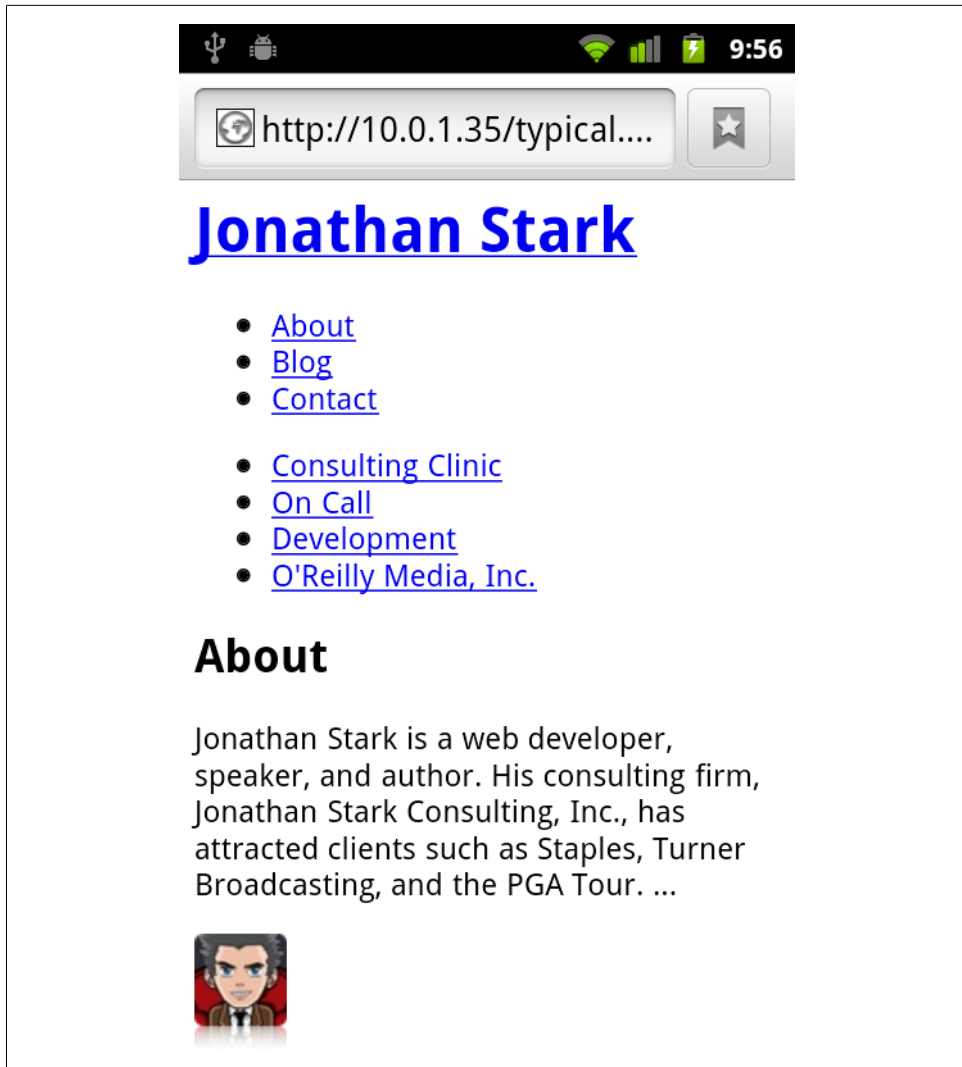 9:56
http://10.0.1.35/typical....
Jonathan Stark
About
Blog
Contact
Consulting Clinic
On Call
Development
O'Reilly Media, Inc.
About
Jonathan Stark is a web developer,
speaker, and author. His consulting firm,
Jonathan Stark Consulting, Inc., has
attracted clients such as Staples, Turner
Broadcasting, and the PGA Tour. ...